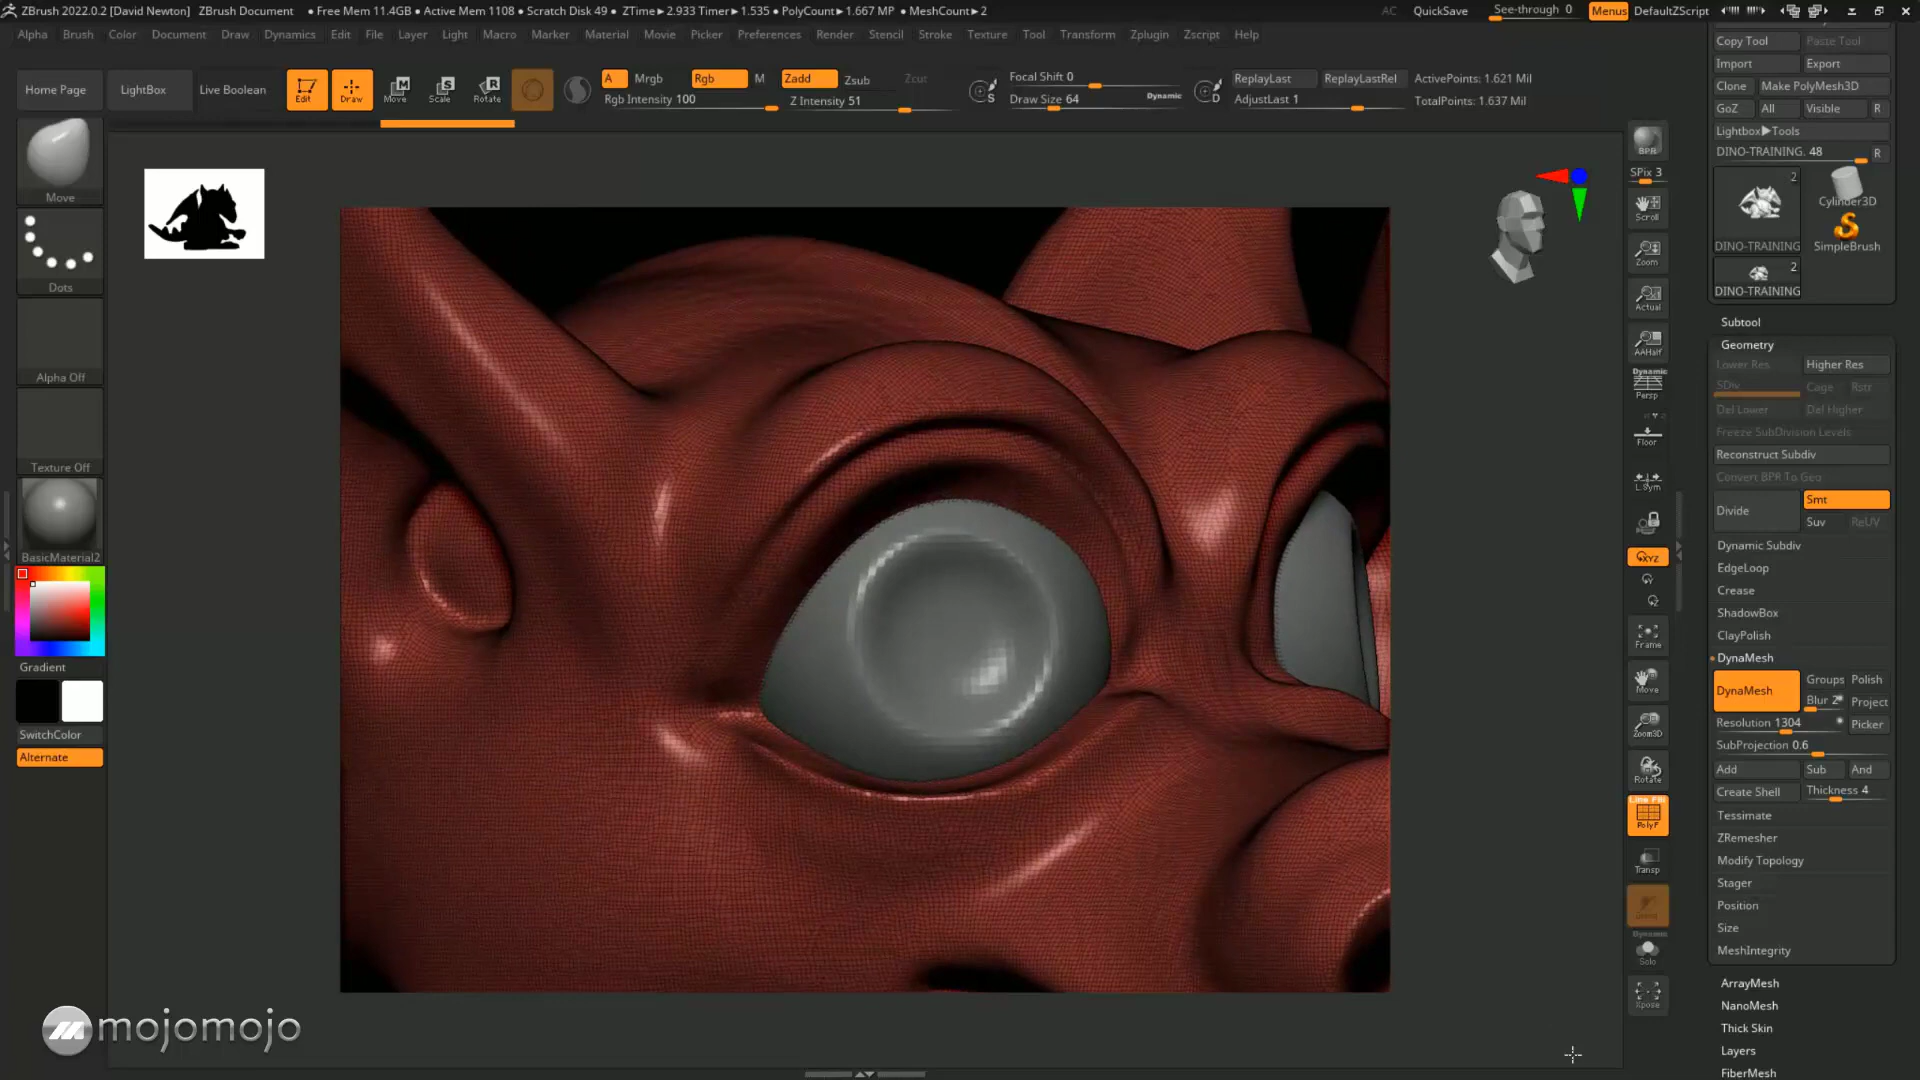 ZBrush 2022.0.2 [David Newton] ZBrush Document • Free Mem 11.4GB • Active Mem 1108 • Scratch Disk 49 • ZTime▸2.933 Timer▸1.535 • PolyCount▸1.667 MP • MeshCount▸2 AC QuickSave See-through 0 Menus DefaultZScript
Alpha Brush Color Document Draw Dynamics Edit File Layer Light Macro Marker Material Movie Picker Preferences Render Stencil Stroke Texture Tool Transform Zplugin Zscript Help
Home Page LightBox Live Boolean Edit Draw Move Scale Rotate
A Mrgb Rgb M Zadd Zsub Zcut
Rgb Intensity 100 Z Intensity 51
Focal Shift 0
Draw Size 64 Dynamic
ReplayLast ReplayLastRel ActivePoints: 1.621 Mil
AdjustLast 1 TotalPoints: 1.637 Mil
Move
Dots
Alpha Off
Texture Off
BasicMaterial2
Gradient
SwitchColor
Alternate
mojomojo
BPR
SPix 3
Scroll
Zoom
Actual
AAHalf
Dynamic
Persp
Floor
L.Sym
XYZ
Frame
Move
Zoom3D
Rotate
Line Fill
PolyF
Transp
Dynamic
Solo
Xpose
Copy Tool Paste Tool
Import Export
Clone Make PolyMesh3D
GoZ All Visible R
Lightbox▸Tools
DINO-TRAINING. 48 R
2
DINO-TRAINING
Cylinder3D
SimpleBrush
2
DINO-TRAINING
Subtool
Geometry
Lower Res Higher Res
SDiv Cage Rstr
Del Lower Del Higher
Freeze SubDivision Levels
Reconstruct Subdiv
Convert BPR To Geo
Divide Smt
Suv ReUV
Dynamic Subdiv
EdgeLoop
Crease
ShadowBox
ClayPolish
DynaMesh
DynaMesh Groups Polish
Blur 2 Project
Resolution 1304 Picker
SubProjection 0.6
Add Sub And
Create Shell Thickness 4
Tessimate
ZRemesher
Modify Topology
Stager
Position
Size
MeshIntegrity
ArrayMesh
NanoMesh
Thick Skin
Layers
FiberMesh